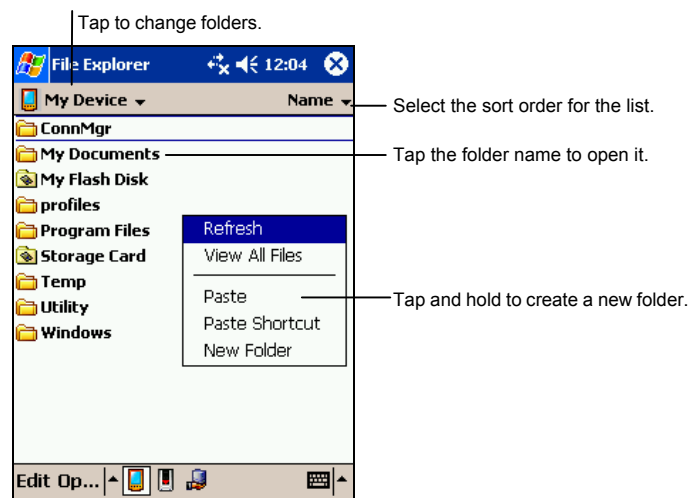 Tap to change folders.
File Explorer 12:04
My Device Name
Select the sort order for the list.
ConnMgr
My Documents
Tap the folder name to open it.
My Flash Disk
profiles
Program Files
Storage Card
Temp
Utility
Windows
Refresh
View All Files
Paste
Tap and hold to create a new folder.
Paste Shortcut
New Folder
Edit Op...